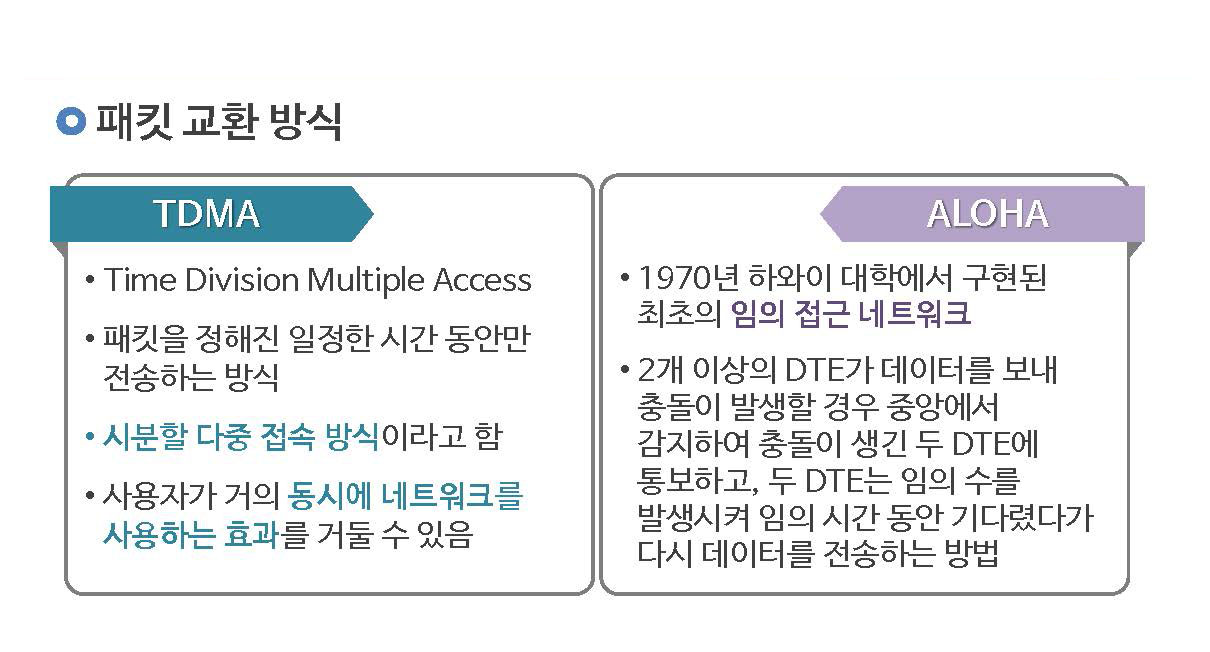 패킷 교환 방식
TDMA
• Time Division Multiple Access
• 패킷을 정해진 일정한 시간 동안만
전송하는 방식
• 시분할 다중 접속 방식이라고 함
• 사용자가 거의 동시에 네트워크를
사용하는 효과를 거둘 수 있음
ALOHA
• 1970년 하와이 대학에서 구현된
최초의 임의 접근 네트워크
• 2개 이상의 DTE가 데이터를 보내
충돌이 발생할 경우 중앙에서
감지하여 충돌이 생긴 두 DTE에
통보하고, 두 DTE는 임의 수를
발생시켜 임의 시간 동안 기다렸다가
다시 데이터를 전송하는 방법